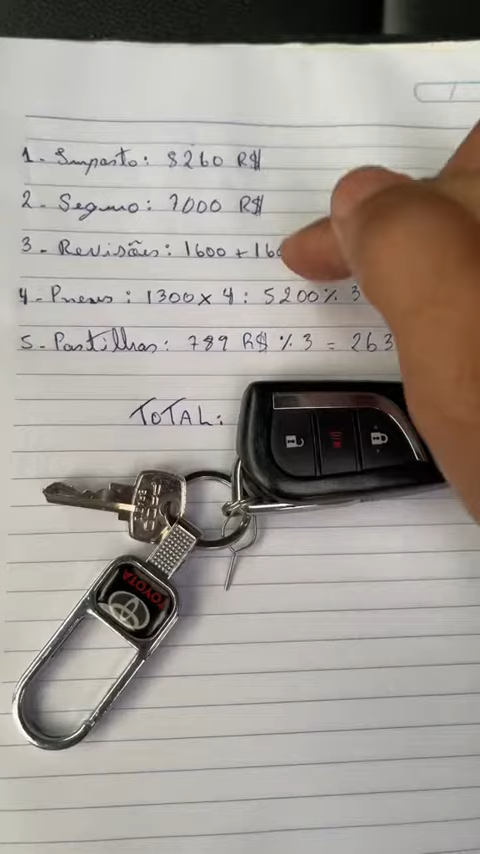 1- Imposto: 8260 R$
2- Seguro: 7000 R$
3- Revisões: 1600 + 160
4- Pneus: 1300 x 4: 5200 % 3
5- Pastilhas: 789 R$ % 3 = 263
TOTAL:
TOYOTA